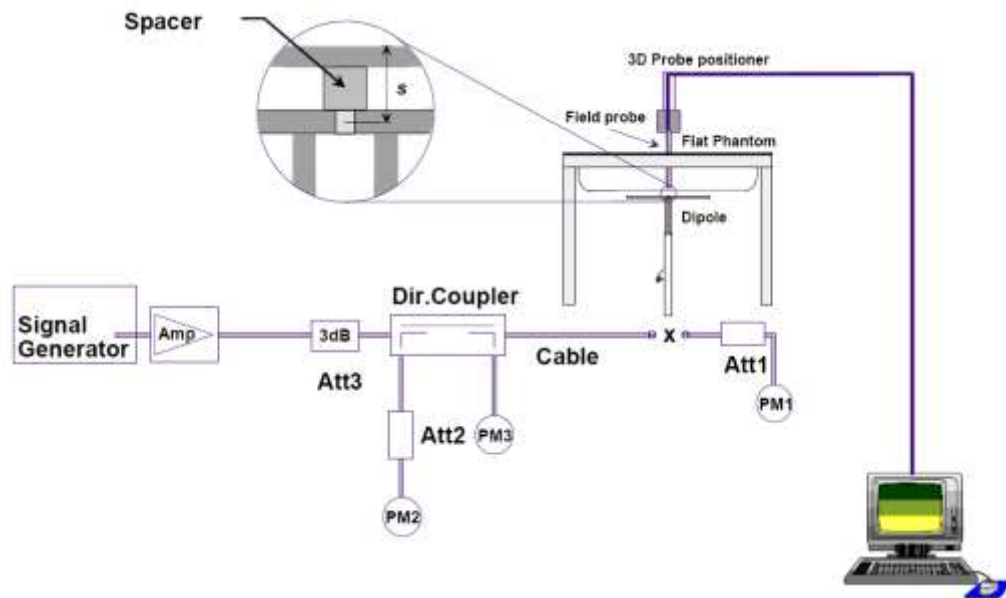 Spacer
s
3D Probe positioner
Field probe
Flat Phantom
Dipole
Dir.Coupler
Signal
Generator
Amp
3dB
Att3
Cable
x
Att1
PM1
Att2
PM3
PM2